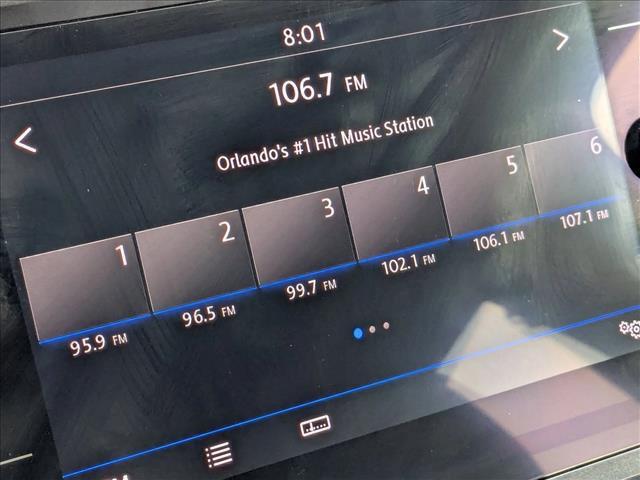 8:01
106.7 FM
Orlando's #1 Hit Music Station
1 2 3 4 5 6
95.9 FM 96.5 FM 99.7 FM 102.1 FM 106.1 FM 107.1 FM